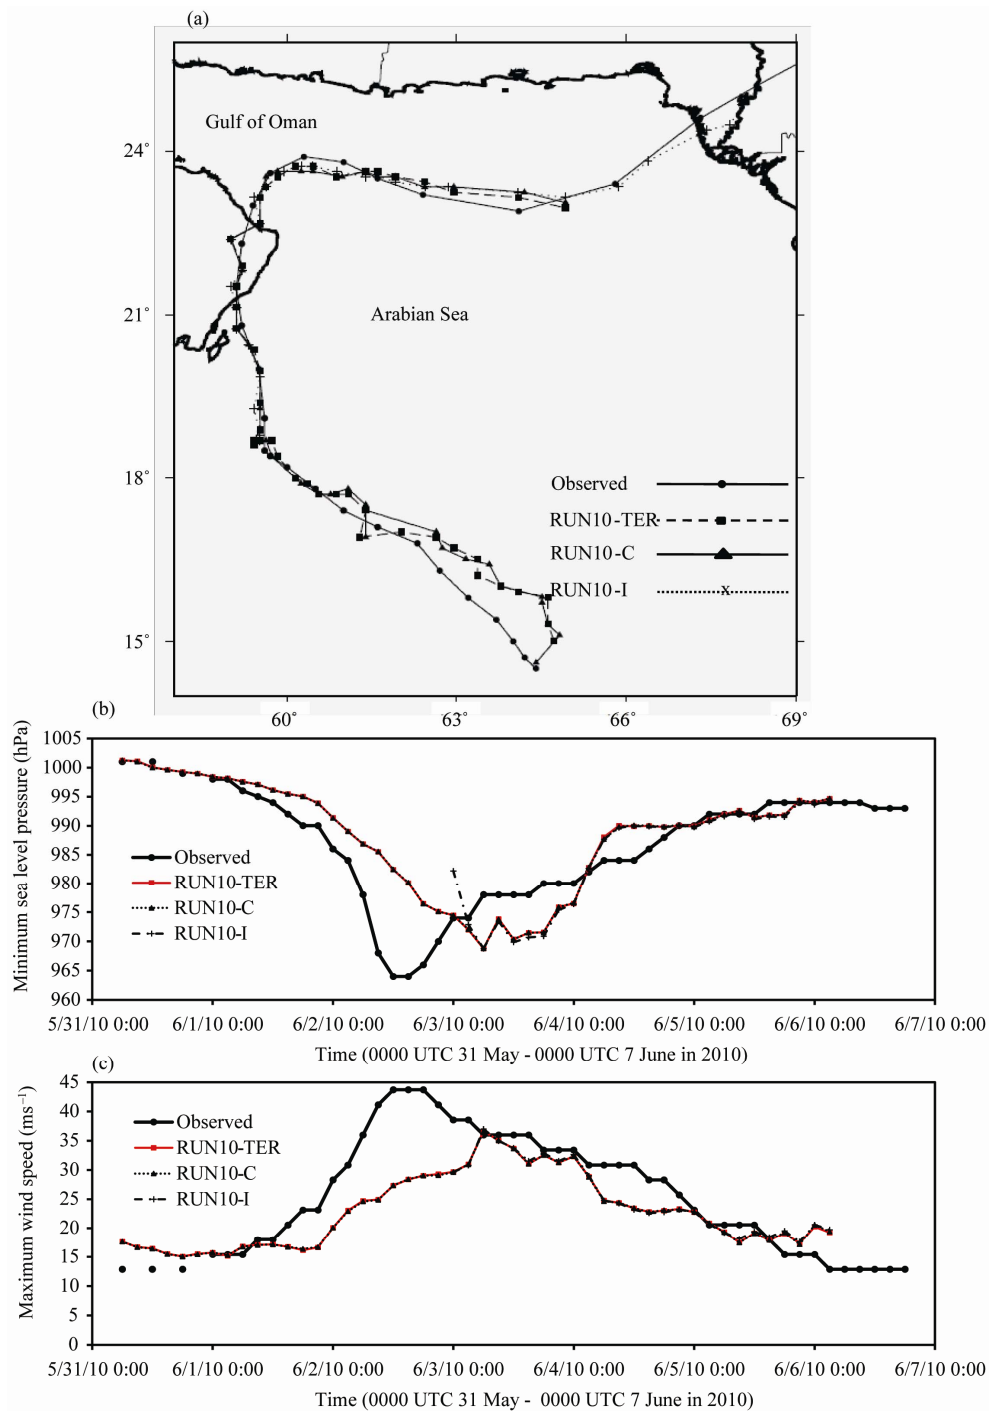 (a)
Gulf of Oman
24°
Arabian Sea
21°
18°
Observed
RUN10-TER
RUN10-C
RUN10-I
x
15°
60° 63° 66° 69°
(b)
Minimum sea level pressure (hPa)
1005
1000
995
990
985
980
975
970
965
960
Observed
RUN10-TER
RUN10-C
RUN10-I
5/31/10 0:00 6/1/10 0:00 6/2/10 0:00 6/3/10 0:00 6/4/10 0:00 6/5/10 0:00 6/6/10 0:00 6/7/10 0:00
Time (0000 UTC 31 May - 0000 UTC 7 June in 2010)
(c)
Maximum wind speed (ms⁻¹)
45
40
35
30
25
20
15
10
5
0
Observed
RUN10-TER
RUN10-C
RUN10-I
5/31/10 0:00 6/1/10 0:00 6/2/10 0:00 6/3/10 0:00 6/4/10 0:00 6/5/10 0:00 6/6/10 0:00 6/7/10 0:00
Time (0000 UTC 31 May - 0000 UTC 7 June in 2010)